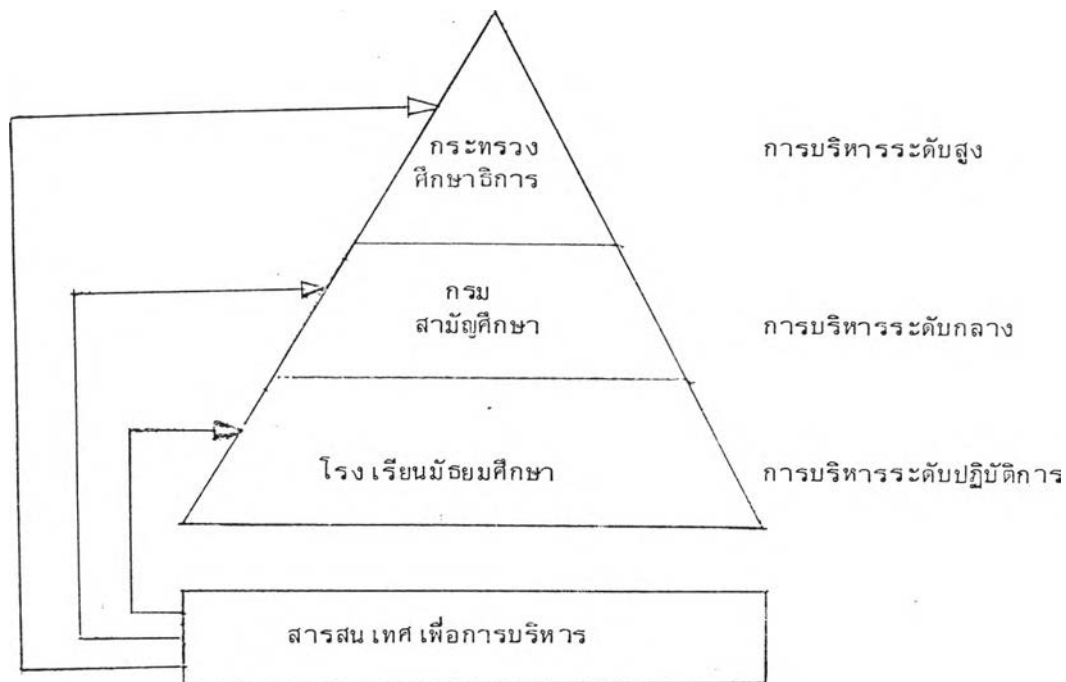 กระทรวง
ศึกษาธิการ
การบริหารระดับสูง
กรม
สามัญศึกษา
การบริหารระดับกลาง
โรงเรียนมัธยมศึกษา
การบริหารระดับปฏิบัติการ
สารสนเทศเพื่อการบริหาร